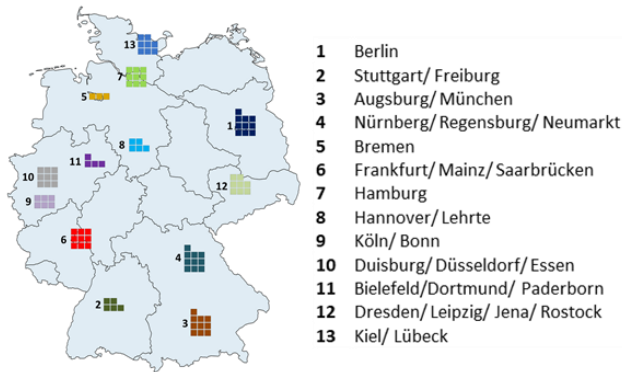 13
7
5
1
8
11
10
12
9
6
4
2
3
1 Berlin
2 Stuttgart/ Freiburg
3 Augsburg/ München
4 Nürnberg/ Regensburg/ Neumarkt
5 Bremen
6 Frankfurt/ Mainz/ Saarbrücken
7 Hamburg
8 Hannover/ Lehrte
9 Köln/ Bonn
10 Duisburg/ Düsseldorf/ Essen
11 Bielefeld/Dortmund/ Paderborn
12 Dresden/ Leipzig/ Jena/ Rostock
13 Kiel/ Lübeck